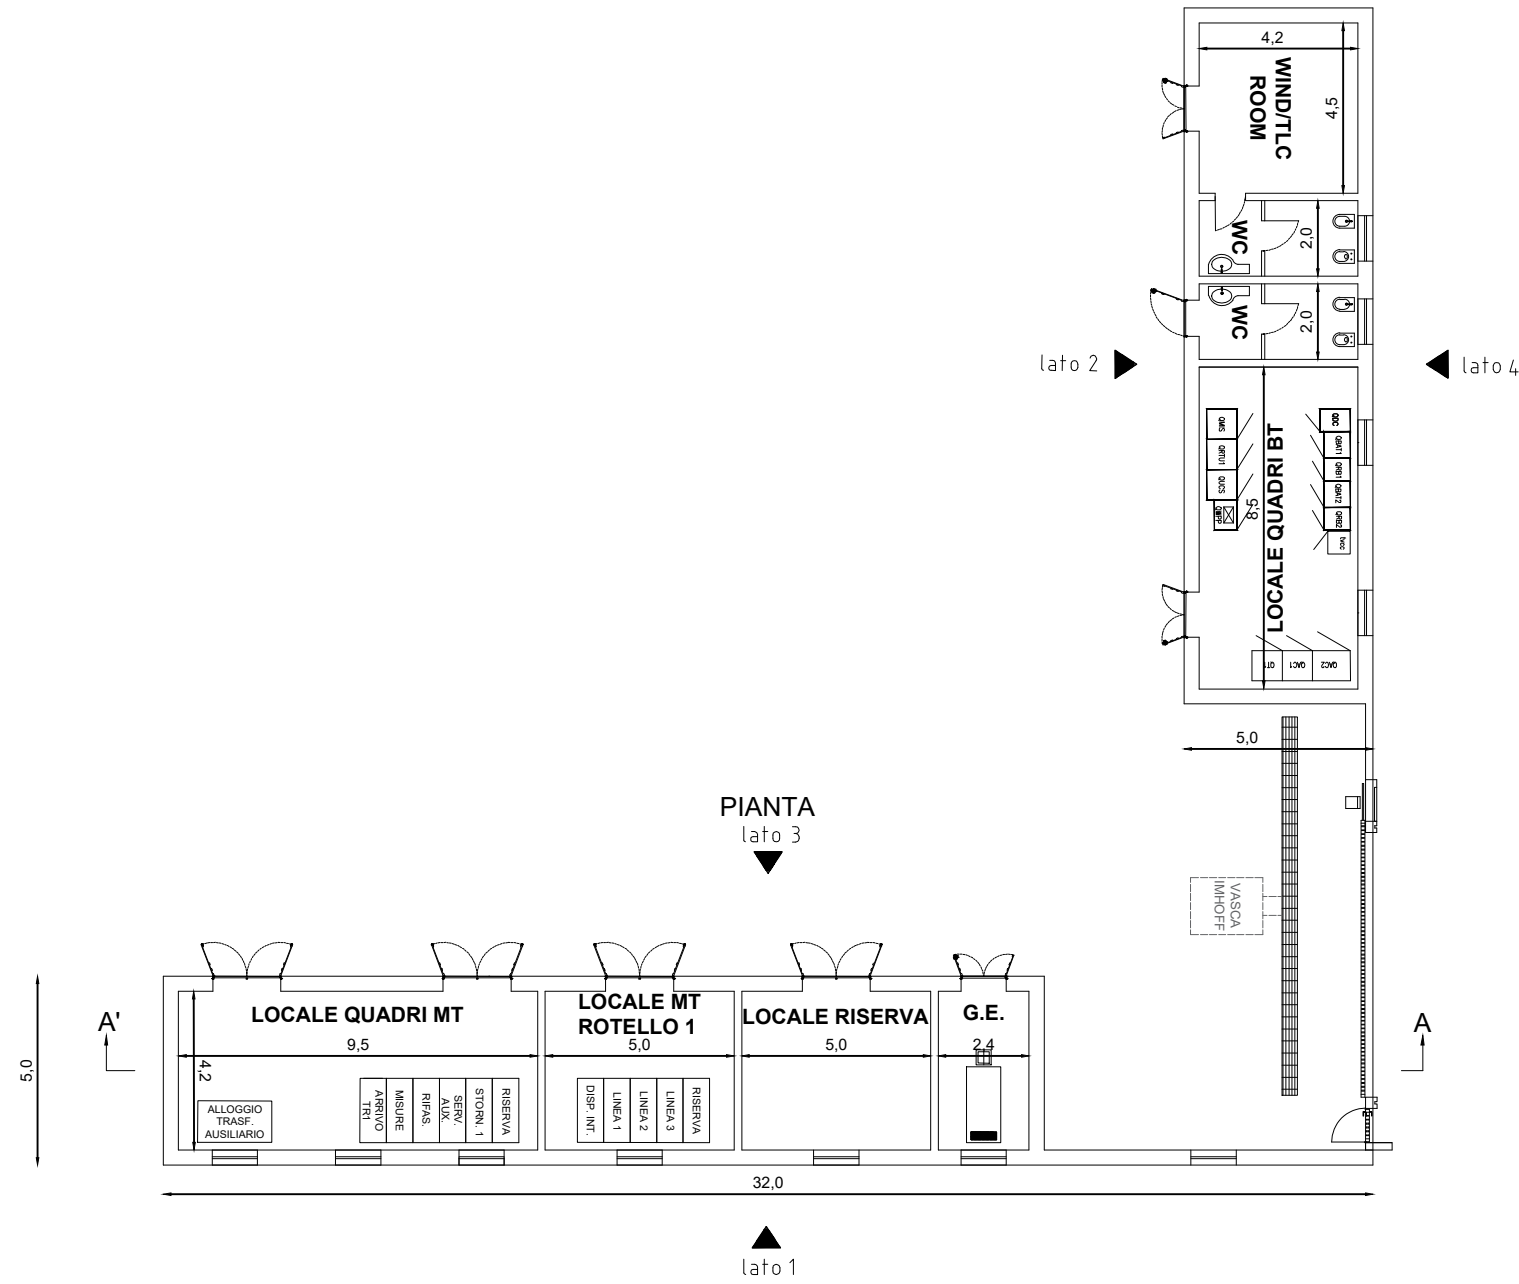 4,2
WIND/TLC
ROOM
4,5
WC
2,0
WC
2,0
lato 2
lato 4
QMS
QRTU1
QUCS
QMPP
QDC
QBAT1
QRB1
QBAT2
QRB2
tvcc
LOCALE QUADRI BT
8,5
QT1
QAC1
QAC2
5,0
PIANTA
lato 3
VASCA
IMHOFF
A'
A
5,0
LOCALE QUADRI MT
9,5
4,2
ALLOGGIO
TRASF.
AUSILIARIO
ARRIVO
TR1
MISURE
RIFAS.
SERV.
AUX.
STORN. 1
RISERVA
LOCALE MT
ROTELLO 1
5,0
DISP. INT.
LINEA 1
LINEA 2
LINEA 3
RISERVA
LOCALE RISERVA
5,0
G.E.
2,4
32,0
lato 1